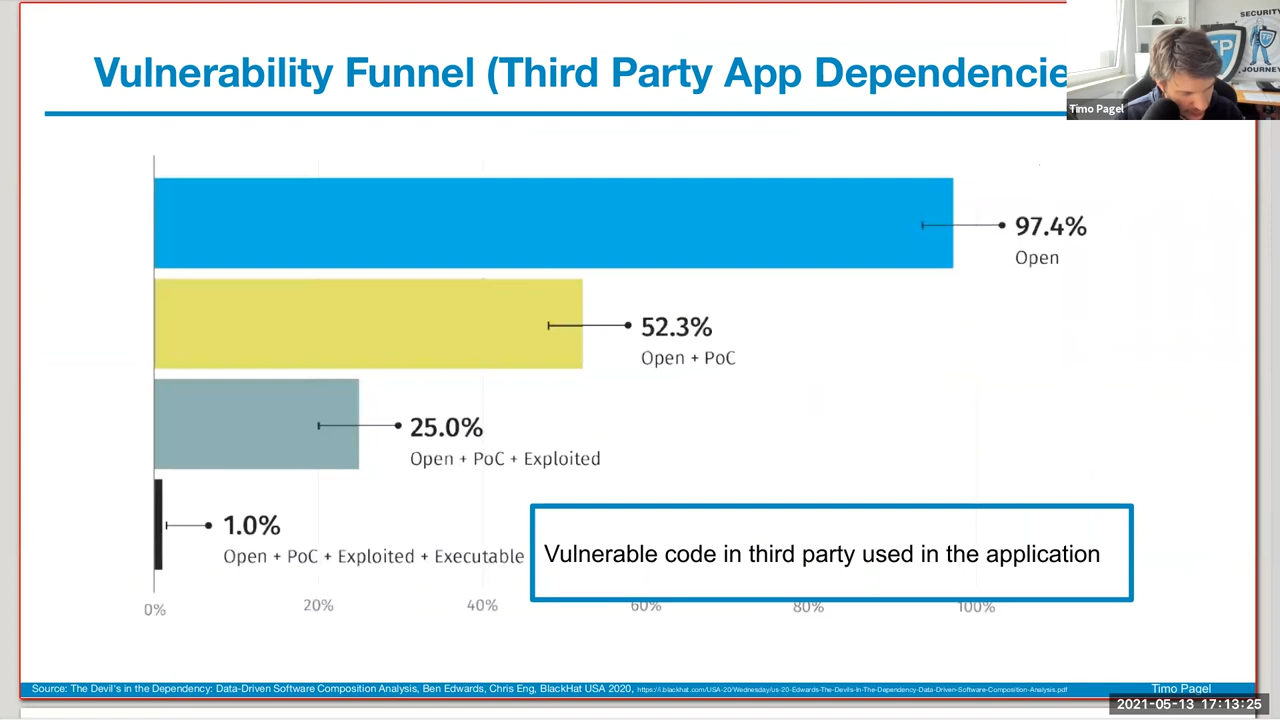 Vulnerability Funnel (Third Party App Dependencie
SECURITY
TP
JOURNEY
Timo Pagel
97.4%
Open
52.3%
Open + PoC
25.0%
Open + PoC + Exploited
1.0%
Open + PoC + Exploited + Executable
Vulnerable code in third party used in the application
0% 20% 40% 60% 80% 100%
Source: The Devil's in the Dependency: Data-Driven Software Composition Analysis, Ben Edwards, Chris Eng, BlackHat USA 2020, https://i.blackhat.com/USA-20/Wednesday/us-20-Edwards-The-Devils-In-The-Dependency-Data-Driven-Software-Composition-Analysis.pdf
Timo Pagel
2021-05-13 17:13:25